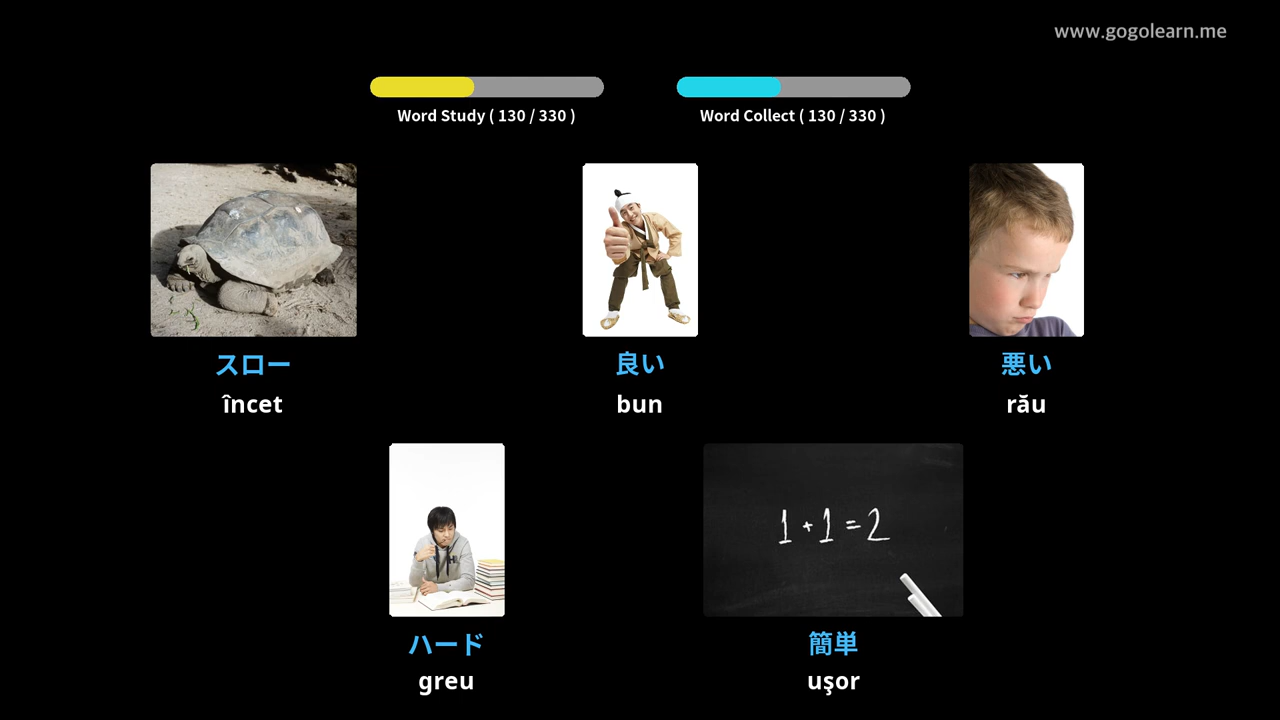 www.gogolearn.me
Word Study ( 130 / 330 )
Word Collect ( 130 / 330 )
スロー
încet
良い
bun
悪い
rău
1 + 1 = 2
ハード
greu
簡単
uşor